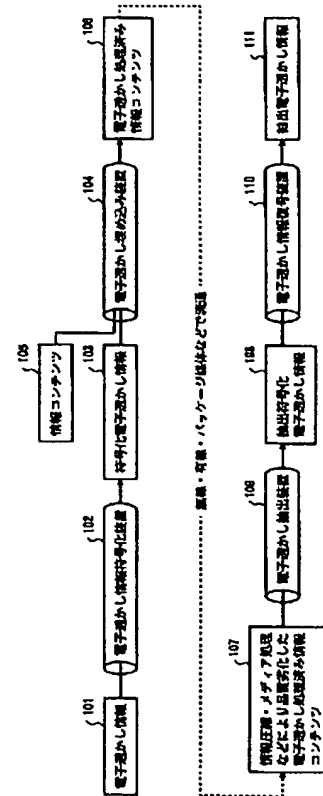 101
電子透かし情報
102
電子透かし情報符号化装置
103
符号化電子透かし情報
105
情報コンテンツ
104
電子透かし埋め込み装置
106
電子透かし処理済み
情報コンテンツ
無線・有線・パッケージ媒体などで流通
107
情報圧縮・メディア処理
などにより品質劣化した
電子透かし処理済み情報
コンテンツ
109
電子透かし抽出装置
108
抽出符号化
電子透かし情報
110
電子透かし情報復号装置
111
抽出電子透かし情報